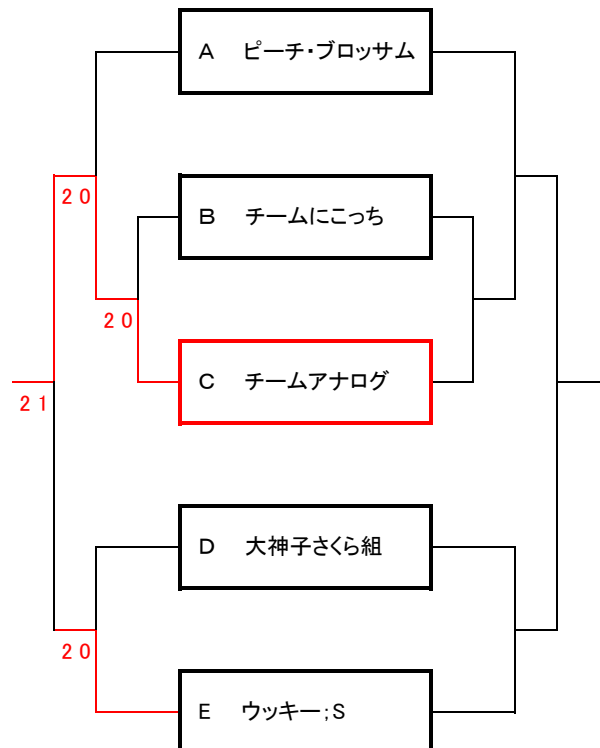 A ピーチ・ブロッサム
20
B チームにこっち
20
C チームアナログ
21
D 大神子さくら組
20
E ウッキー;S